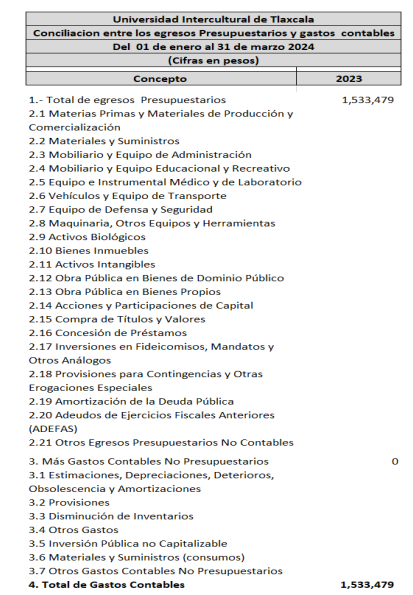 Universidad Intercultural de Tlaxcala
Conciliacion entre los egresos Presupuestarios y gastos contables
Del 01 de enero al 31 de marzo 2024
(Cifras en pesos)
Concepto 2023
1.- Total de egresos Presupuestarios 1,533,479
2.1 Materias Primas y Materiales de Producción y
Comercialización
2.2 Materiales y Suministros
2.3 Mobiliario y Equipo de Administración
2.4 Mobiliario y Equipo Educacional y Recreativo
2.5 Equipo e Instrumental Médico y de Laboratorio
2.6 Vehículos y Equipo de Transporte
2.7 Equipo de Defensa y Seguridad
2.8 Maquinaria, Otros Equipos y Herramientas
2.9 Activos Biológicos
2.10 Bienes Inmuebles
2.11 Activos Intangibles
2.12 Obra Pública en Bienes de Dominio Público
2.13 Obra Pública en Bienes Propios
2.14 Acciones y Participaciones de Capital
2.15 Compra de Títulos y Valores
2.16 Concesión de Préstamos
2.17 Inversiones en Fideicomisos, Mandatos y
Otros Análogos
2.18 Provisiones para Contingencias y Otras
Erogaciones Especiales
2.19 Amortización de la Deuda Pública
2.20 Adeudos de Ejercicios Fiscales Anteriores
(ADEFAS)
2.21 Otros Egresos Presupuestarios No Contables
3. Más Gastos Contables No Presupuestarios 0
3.1 Estimaciones, Depreciaciones, Deterioros,
Obsolescencia y Amortizaciones
3.2 Provisiones
3.3 Disminución de Inventarios
3.4 Otros Gastos
3.5 Inversión Pública no Capitalizable
3.6 Materiales y Suministros (consumos)
3.7 Otros Gastos Contables No Presupuestarios
4. Total de Gastos Contables 1,533,479